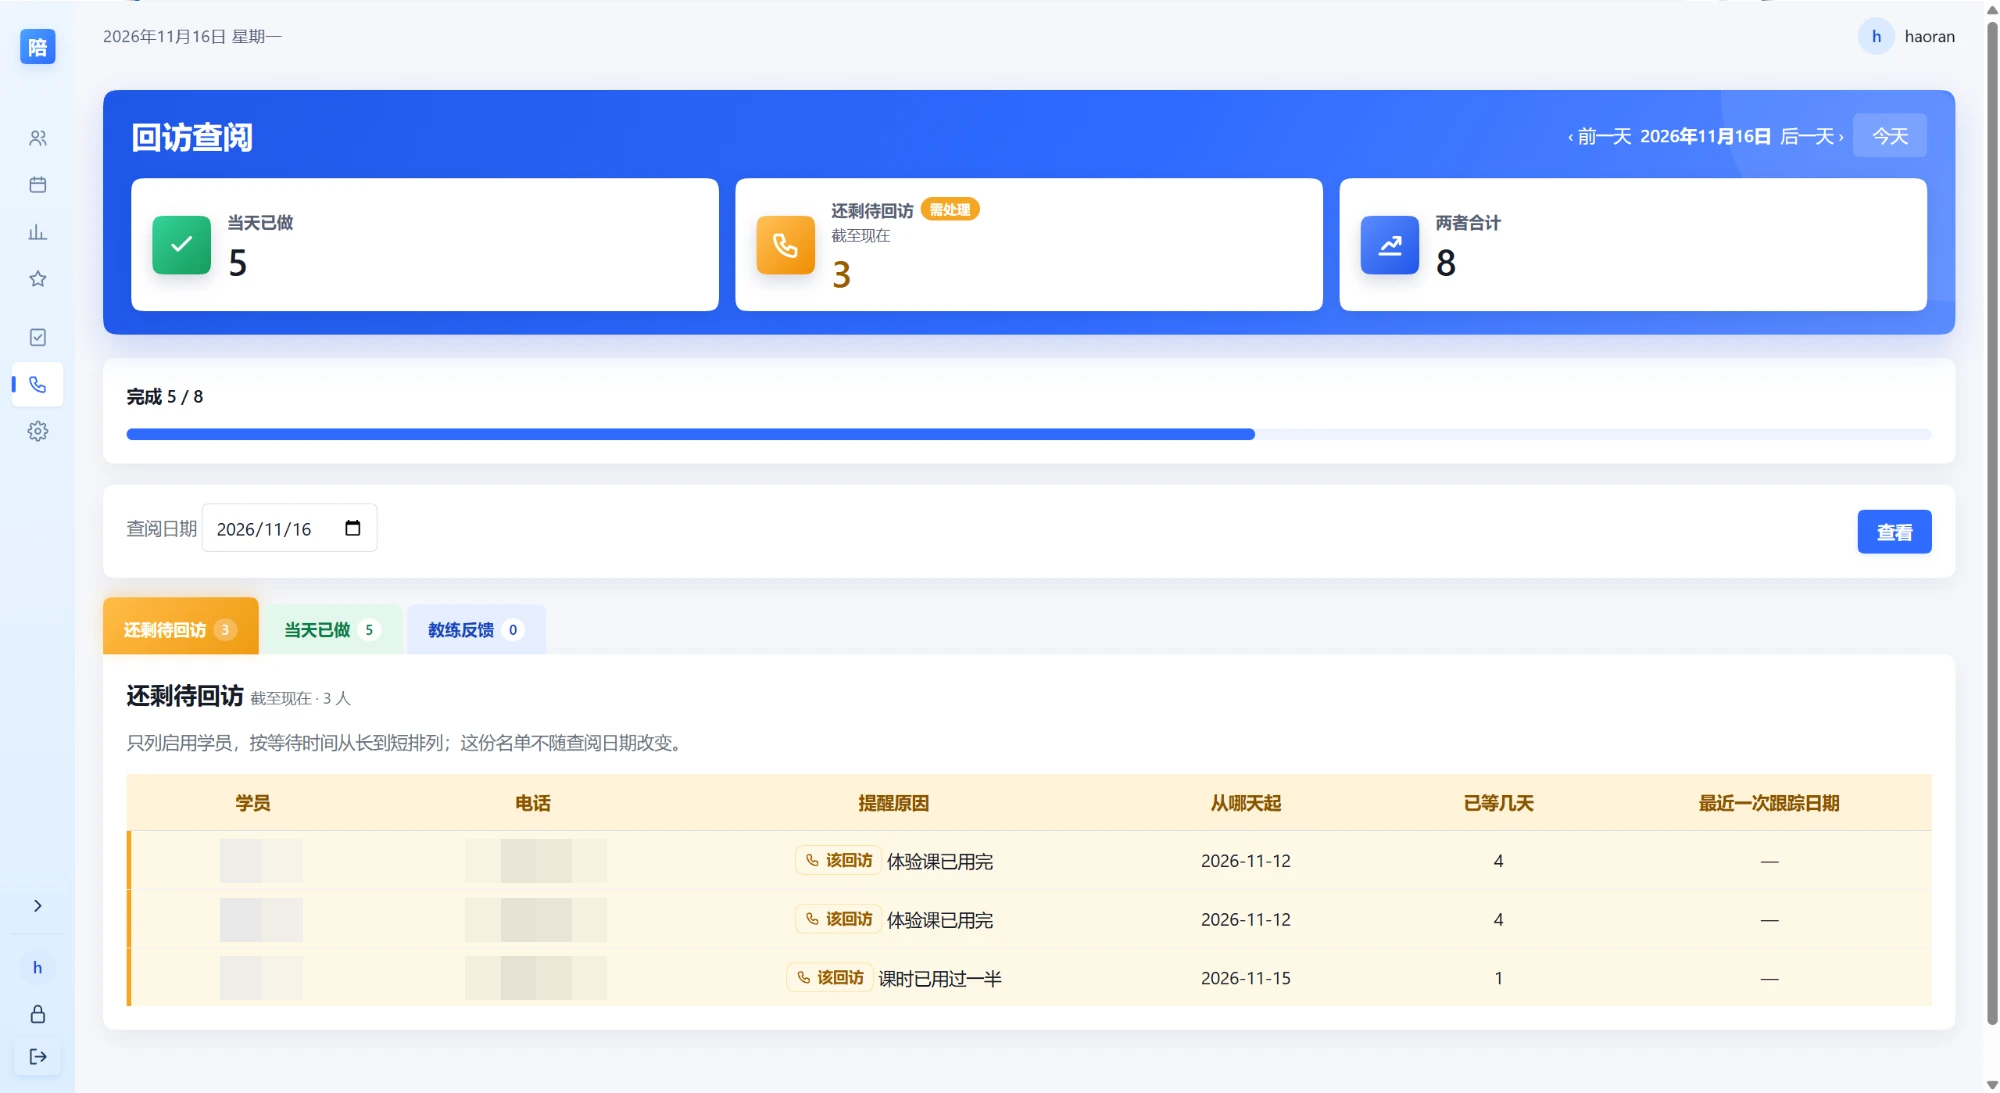 陪
2026年11月16日 星期一
h haoran
回访查阅
‹ 前一天 2026年11月16日 后一天 › 今天
当天已做
5
还剩待回访 需处理
截至现在
3
两者合计
8
完成 5 / 8
查阅日期 2026/11/16
查看
还剩待回访 3 当天已做 5 教练反馈 0
还剩待回访 截至现在 · 3 人
只列启用学员，按等待时间从长到短排列；这份名单不随查阅日期改变。
学员 电话 提醒原因 从哪天起 已等几天 最近一次跟踪日期
该回访 体验课已用完 2026-11-12 4 —
该回访 体验课已用完 2026-11-12 4 —
该回访 课时已用过一半 2026-11-15 1 —
h